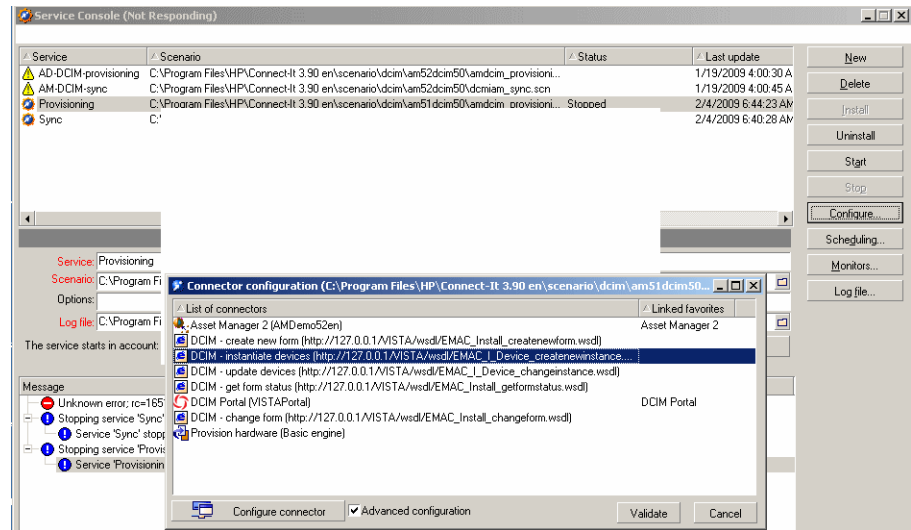 Service Console (Not Responding)
Service Scenario Status Last update
AD-DCIM-provisioning C:\Program Files\HP\Connect-It 3.90 en\scenario\dcim\am52dcim50\amdcim_provisioni... 1/19/2009 4:00:30 A
AM-DCIM-sync C:\Program Files\HP\Connect-It 3.90 en\scenario\dcim\am52dcim50\dcmiam_sync.scn 1/19/2009 4:00:45 A
Provisioning C:\Program Files\HP\Connect-It 3.90 en\scenario\dcim\am51dcim50\amdcim_provisioni... Stopped 2/4/2009 6:44:23 AM
Sync C:' 2/4/2009 6:40:28 AM
New
Delete
Install
Uninstall
Start
Stop
Configure...
Scheduling...
Monitors...
Log file...
Service: Provisioning
Scenario: C:\Program Fi
Options:
Log file: C:\Program Fi
The service starts in account:
Message
Unknown error; rc=165
Stopping service 'Sync'
Service 'Sync' stopp
Stopping service 'Provis
Service 'Provisionin
Connector configuration (C:\Program Files\HP\Connect-It 3.90 en\scenario\dcim\am51dcim50...
List of connectors Linked favorites
Asset Manager 2 (AMDemo52en) Asset Manager 2
DCIM - create new form (http://127.0.0.1/VISTA/wsdl/EMAC_Install_createnewform.wsdl)
DCIM - instantiate devices (http://127.0.0.1/VISTA/wsdl/EMAC_I_Device_createnewinstance....
DCIM - update devices (http://127.0.0.1/VISTA/wsdl/EMAC_I_Device_changeinstance.wsdl)
DCIM - get form status (http://127.0.0.1/VISTA/wsdl/EMAC_Install_getformstatus.wsdl)
DCIM Portal (VISTAPortal) DCIM Portal
DCIM - change form (http://127.0.0.1/VISTA/wsdl/EMAC_Install_changeform.wsdl)
Provision hardware (Basic engine)
Configure connector Advanced configuration Validate Cancel